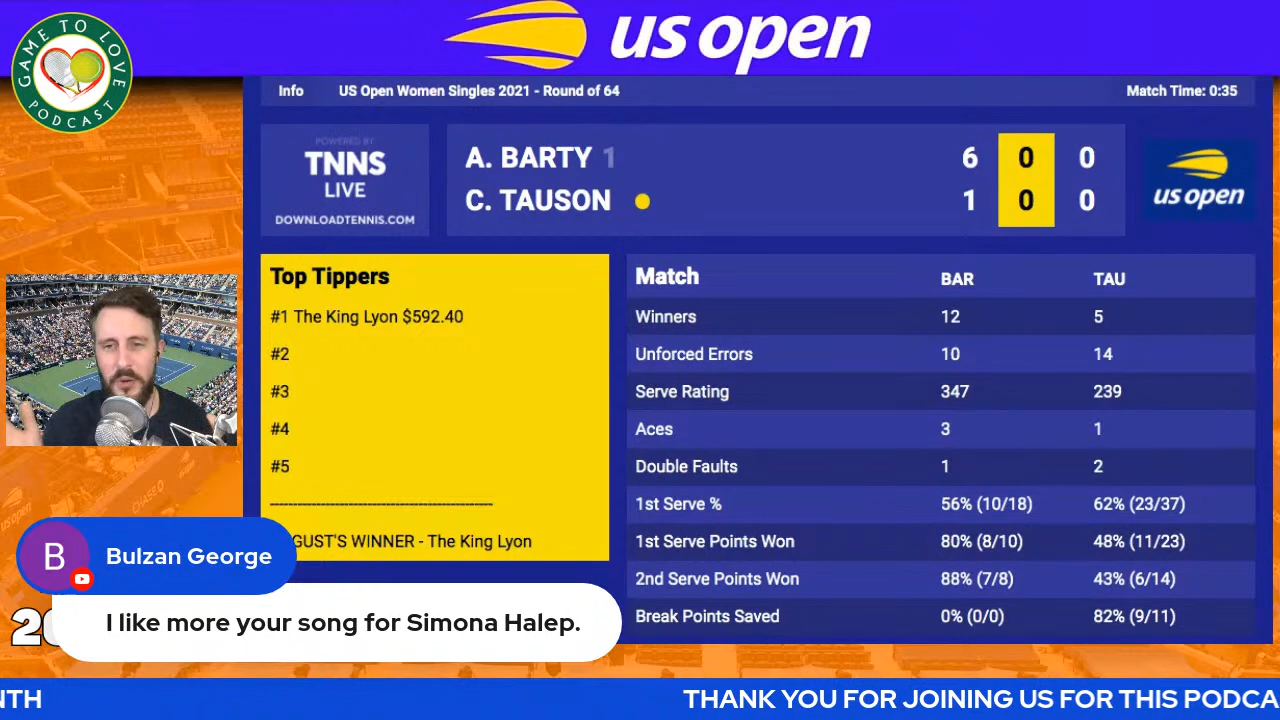 GAME TO LOVE
PODCAST
us open
Info US Open Women Singles 2021 - Round of 64 Match Time: 0:35
POWERED BY
TNNS
LIVE
DOWNLOADTENNIS.COM
A. BARTY 1 6 0 0
C. TAUSON 1 0 0
us open
Top Tippers
#1 The King Lyon $592.40
#2
#3
#4
#5
GUST'S WINNER - The King Lyon
Match BAR TAU
Winners 12 5
Unforced Errors 10 14
Serve Rating 347 239
Aces 3 1
Double Faults 1 2
1st Serve % 56% (10/18) 62% (23/37)
1st Serve Points Won 80% (8/10) 48% (11/23)
2nd Serve Points Won 88% (7/8) 43% (6/14)
Break Points Saved 0% (0/0) 82% (9/11)
CHASE
us open
B
Bulzan George
I like more your song for Simona Halep.
NTH THANK YOU FOR JOINING US FOR THIS PODCA